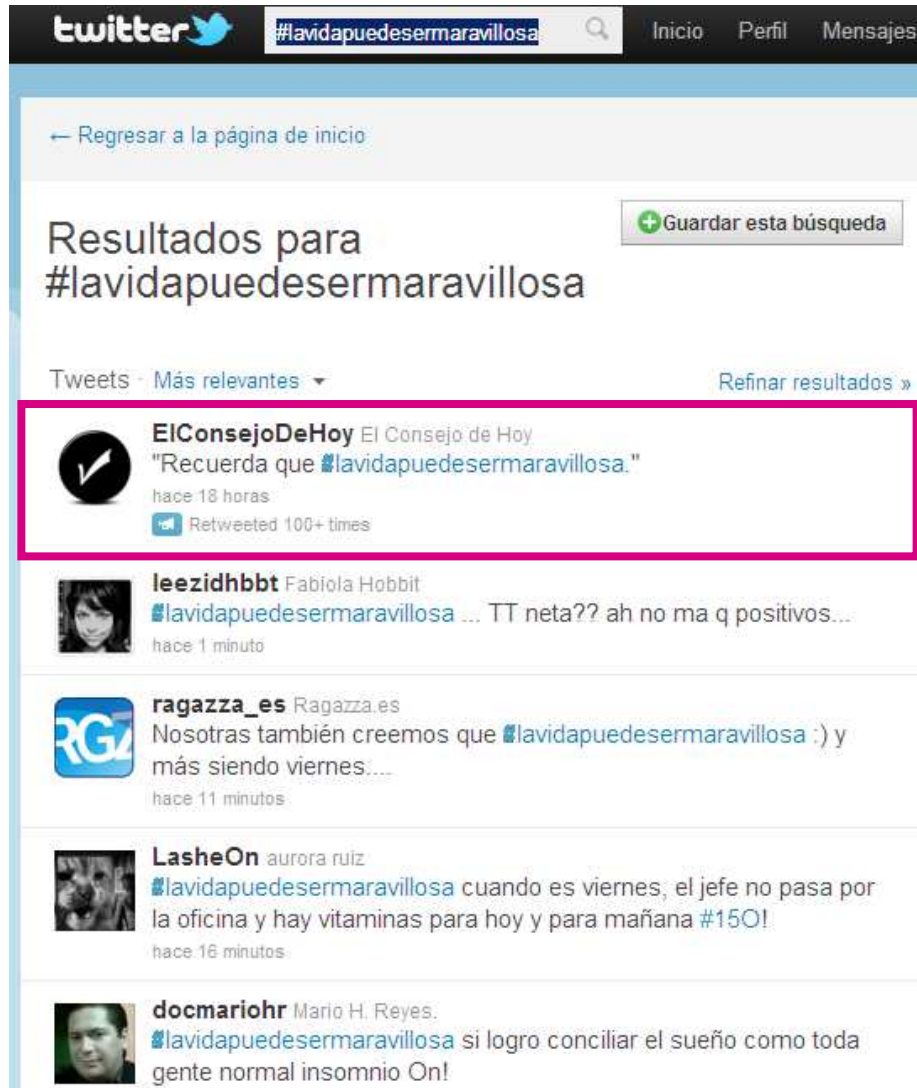 twitter #lavidapuedesermaravillosa Inicio Perfil Mensajes
← Regresar a la página de inicio
Resultados para
#lavidapuedesermaravillosa
Guardar esta búsqueda
Tweets · Más relevantes Refinar resultados »
ElConsejoDeHoy El Consejo de Hoy
"Recuerda que #lavidapuedesermaravillosa."
hace 18 horas
Retweeted 100+ times
leezidhbbt Fabiola Hobbit
#lavidapuedesermaravillosa ... TT neta?? ah no ma q positivos...
hace 1 minuto
RGZ
ragazza_es Ragazza.es
Nosotras también creemos que #lavidapuedesermaravillosa :) y
más siendo viernes....
hace 11 minutos
LasheOn aurora ruiz
#lavidapuedesermaravillosa cuando es viernes, el jefe no pasa por
la oficina y hay vitaminas para hoy y para mañana #15O!
hace 16 minutos
docmariohr Mario H. Reyes.
#lavidapuedesermaravillosa si logro conciliar el sueño como toda
gente normal insomnio On!